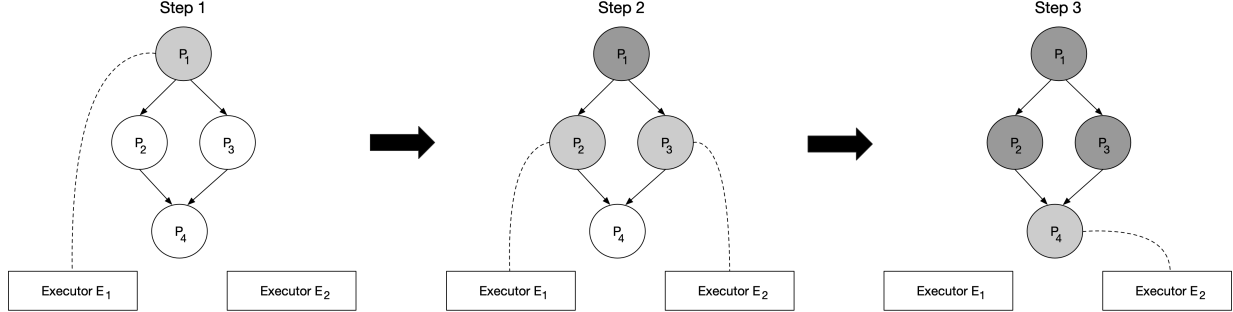 Step 1
P1
P2
P3
P4
Executor E1
Executor E2
Step 2
P1
P2
P3
P4
Executor E1
Executor E2
Step 3
P1
P2
P3
P4
Executor E1
Executor E2